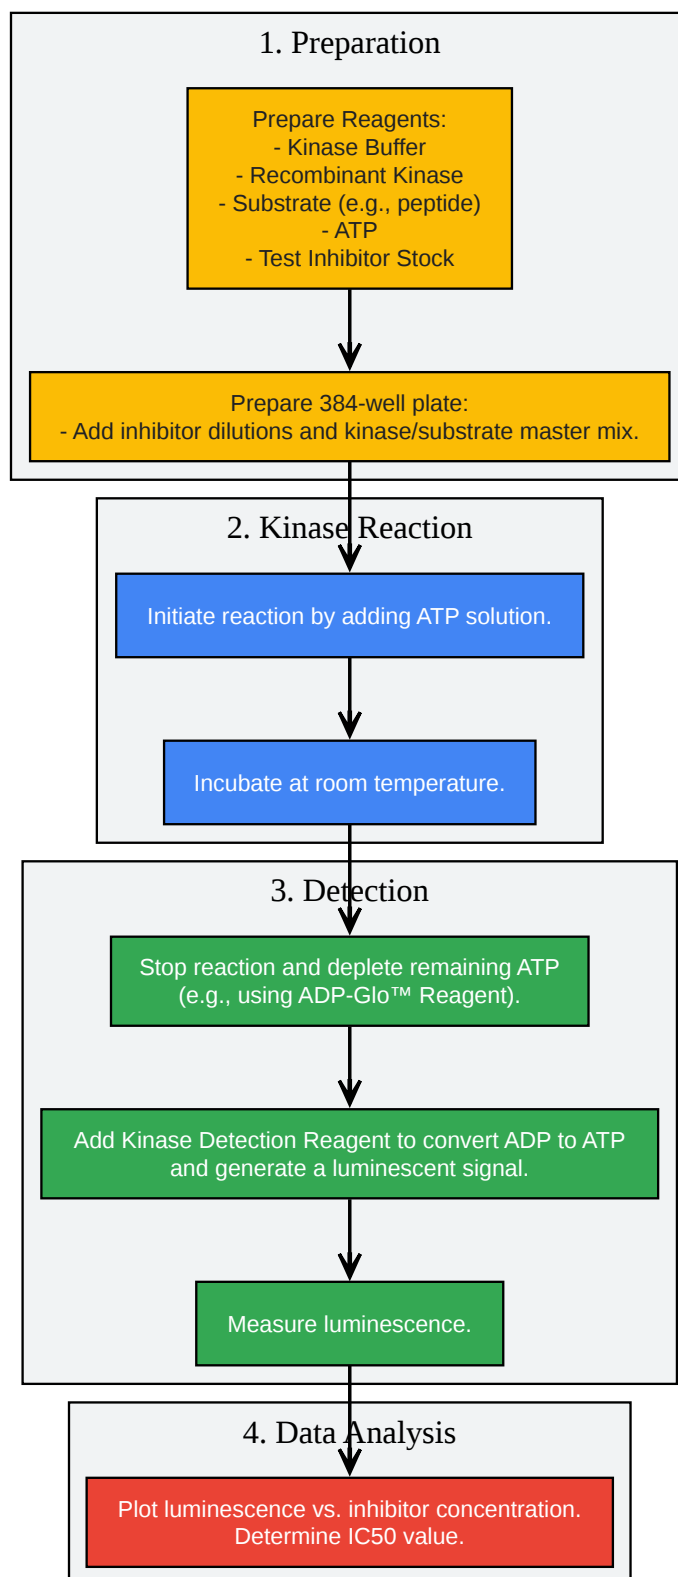 1. Preparation
Prepare Reagents:
- Kinase Buffer
- Recombinant Kinase
- Substrate (e.g., peptide)
- ATP
- Test Inhibitor Stock
Prepare 384-well plate:
- Add inhibitor dilutions and kinase/substrate master mix.
2. Kinase Reaction
Initiate reaction by adding ATP solution.
Incubate at room temperature.
3. Detection
Stop reaction and deplete remaining ATP
(e.g., using ADP-Glo™ Reagent).
Add Kinase Detection Reagent to convert ADP to ATP
and generate a luminescent signal.
Measure luminescence.
4. Data Analysis
Plot luminescence vs. inhibitor concentration.
Determine IC50 value.